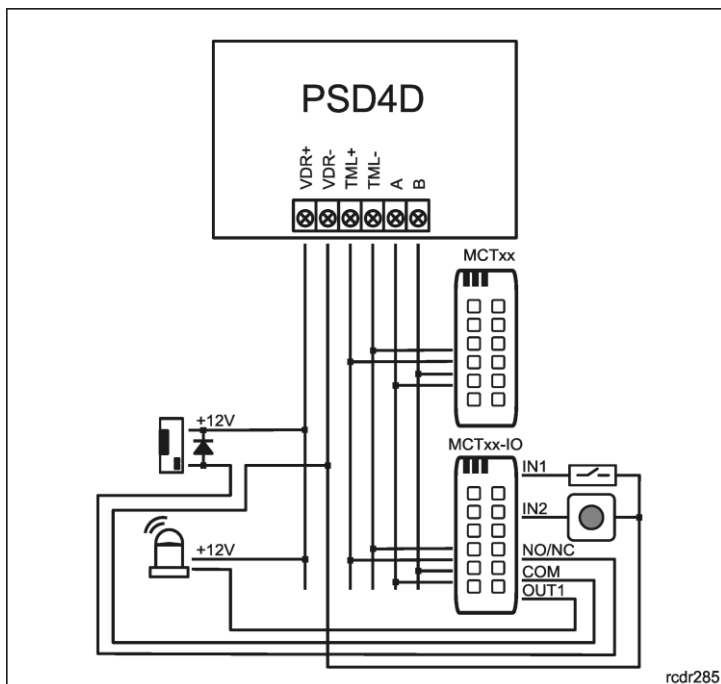 PSD4D
VDR+
VDR-
TML+
TML-
A
B
MCTxx
+12V
MCTxx-IO
IN1
IN2
+12V
NO/NC
COM
OUT1
rcdr285